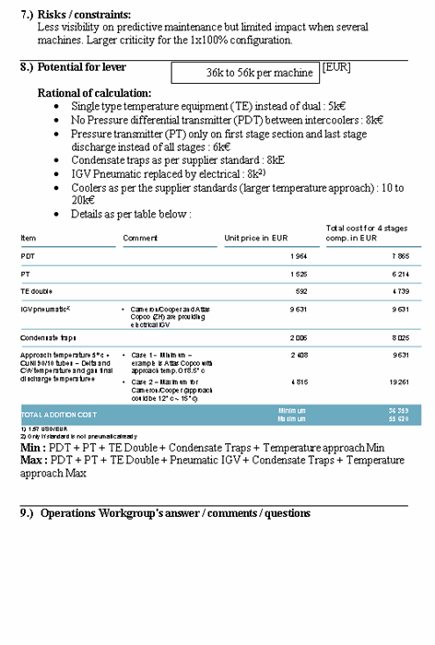 7.) Risks / constraints:
Less visibility on predictive maintenance but limited impact when several
machines. Larger criticity for the 1x100% configuration.
8.) Potential for lever
36k to 56k per machine [EUR]
Rational of calculation:
• Single type temperature equipment (TE) instead of dual : 5k€
• No Pressure differential transmitter (PDT) between intercoolers : 8k€
• Pressure transmitter (PT) only on first stage section and last stage
discharge instead of all stages : 6k€
• Condensate traps as per supplier standard : 8kE
• IGV Pneumatic replaced by electrical : 8k²⁾
• Coolers as per the supplier standards (larger temperature approach) : 10 to
20k€
• Details as per table below :
Item Comment Unit price in EUR Total cost for 4 stages
comp. in EUR
PDT 1 964 7 865
PT 1 525 6 214
TE double 592 4 739
IGV pneumatic²⁾ • Cameron/Cooper and Atlas
Copco (ZH) are providing
electrical IGV 9 631 9 631
Condensate traps 2 006 8 025
Approach temperature 5°c +
CuNi 90/10 tubes – Delta and
CW temperature and gas final
discharge temperatures
• Case 1 – Minimum –
example is Atlas Copco with
approach temp. Of 8.5° c 2 408 9 631
• Case 2 – Maximum for
Cameron/Cooper (approach
could be 12° c – 15° c) 4 815 19 261
TOTAL ADDITION COST Minimum
Maximum
1) 1.57 USD/EUR
2) Only if standard is not pneumatic already
Min : PDT + PT + TE Double + Condensate Traps + Temperature approach Min
Max : PDT + PT + TE Double + Pneumatic IGV + Condensate Traps + Temperature
approach Max
9.) Operations Workgroup's answer / comments / questions